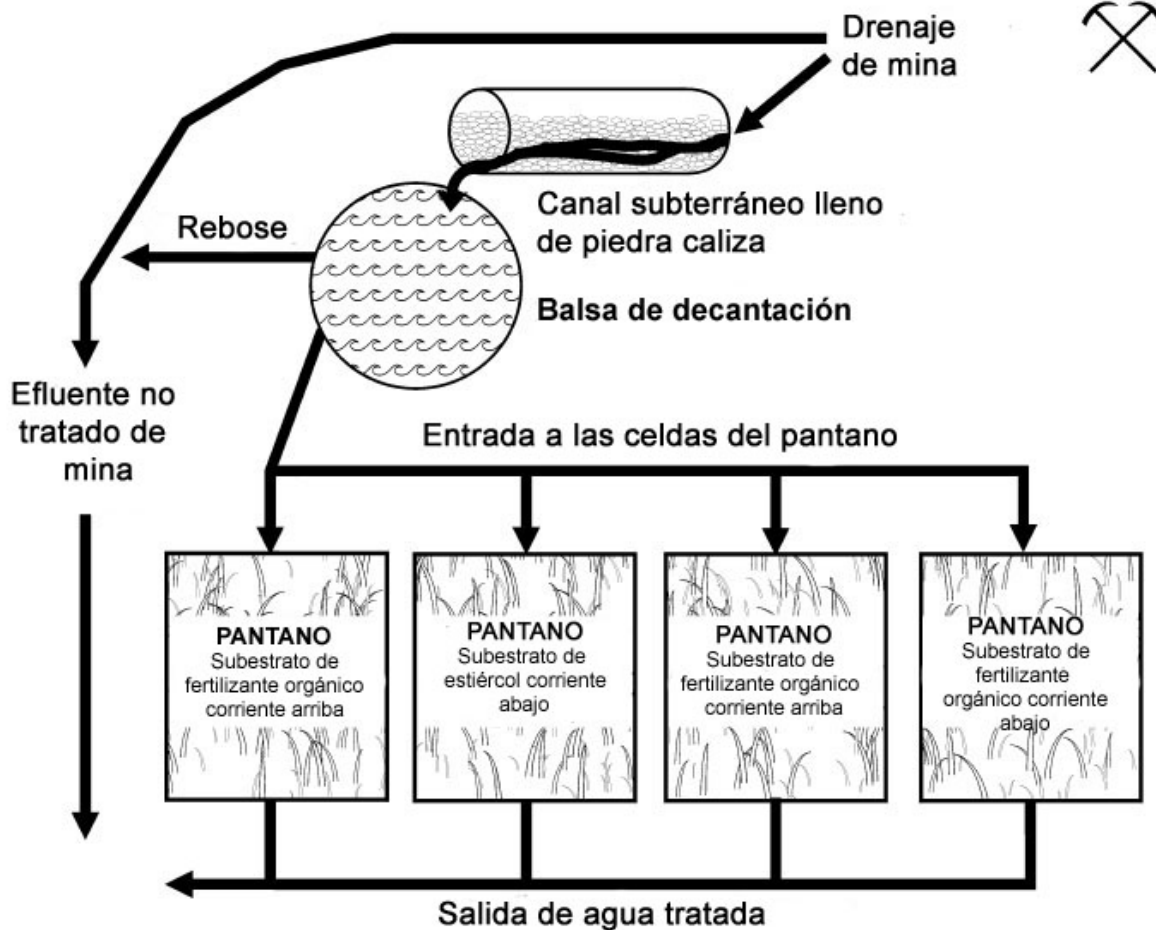 Drenaje
de mina
Canal subterráneo lleno
de piedra caliza
Rebose
Balsa de decantación
Efluente no
tratado de
mina
Entrada a las celdas del pantano
PANTANO
Subestrato de
fertilizante orgánico
corriente arriba
PANTANO
Subestrato de
estiércol corriente
abajo
PANTANO
Subestrato de
fertilizante orgánico
corriente arriba
PANTANO
Subestrato de
fertilizante
orgánico corriente
abajo
Salida de agua tratada